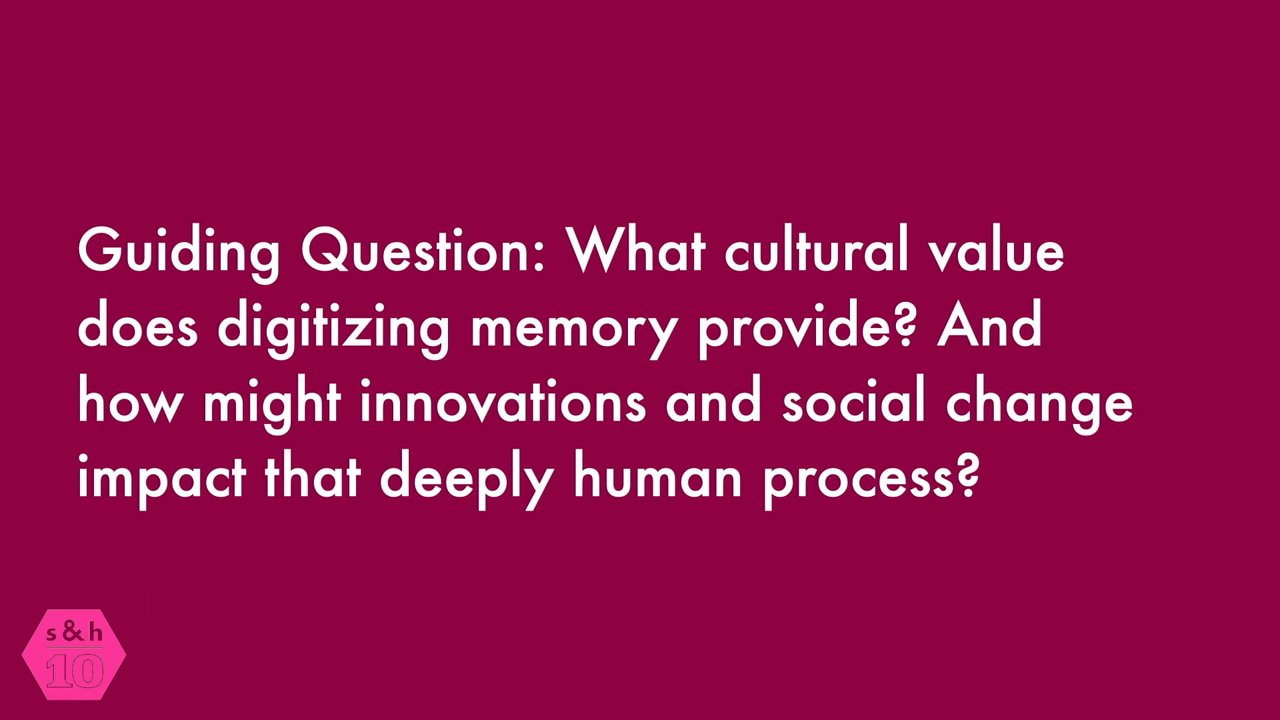 Guiding Question: What cultural value
does digitizing memory provide? And
how might innovations and social change
impact that deeply human process?
s&h
10